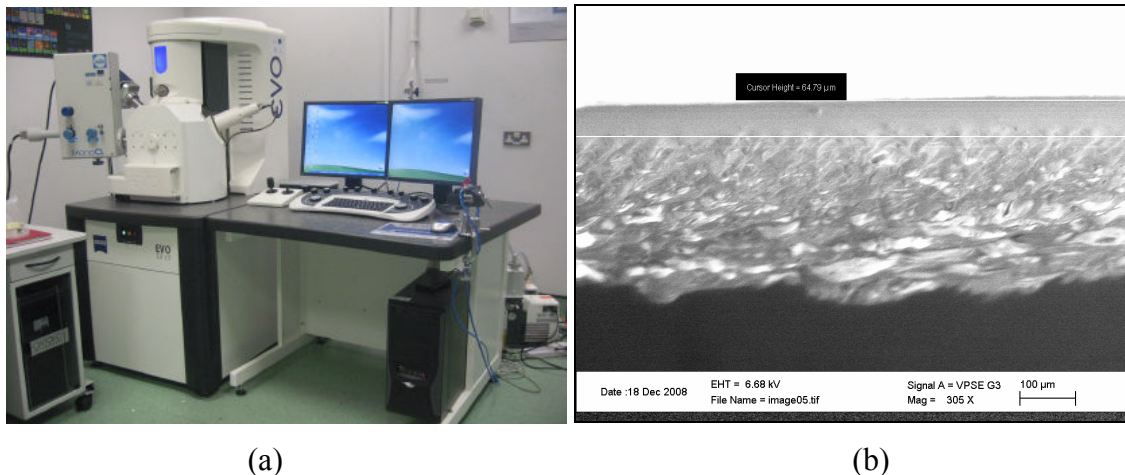 EVO
EVO
Cursor Height = 64.79 µm
Date :18 Dec 2008
EHT = 6.68 kV
File Name = image05.tif
Signal A = VPSE G3
Mag = 305 X
100 µm
(a)
(b)